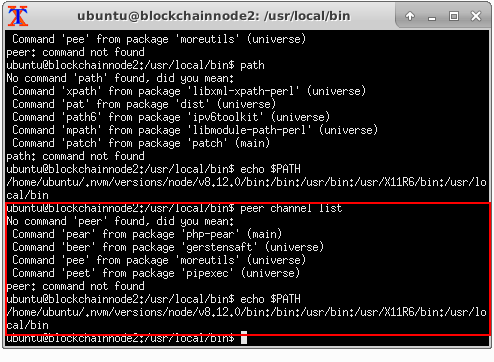 ubuntu@blockchainnode2: /usr/local/bin
Command 'pee' from package 'moreutils' (universe)
peer: command not found
ubuntu@blockchainnode2:/usr/local/bin$ path
No command 'path' found, did you mean:
Command 'xpath' from package 'libxml-xpath-perl' (universe)
Command 'pat' from package 'dist' (universe)
Command 'path6' from package 'ipv6toolkit' (universe)
Command 'mpath' from package 'libmodule-path-perl' (universe)
Command 'patch' from package 'patch' (main)
path: command not found
ubuntu@blockchainnode2:/usr/local/bin$ echo $PATH
/home/ubuntu/.nvm/versions/node/v8.12.0/bin:/bin:/usr/bin:/usr/X11R6/bin:/usr/lo
cal/bin
ubuntu@blockchainnode2:/usr/local/bin$ peer channel list
No command 'peer' found, did you mean:
Command 'pear' from package 'php-pear' (main)
Command 'beer' from package 'gerstensaft' (universe)
Command 'pee' from package 'moreutils' (universe)
Command 'peet' from package 'pipexec' (universe)
peer: command not found
ubuntu@blockchainnode2:/usr/local/bin$ echo $PATH
/home/ubuntu/.nvm/versions/node/v8.12.0/bin:/bin:/usr/bin:/usr/X11R6/bin:/usr/lo
cal/bin
ubuntu@blockchainnode2:/usr/local/bin$